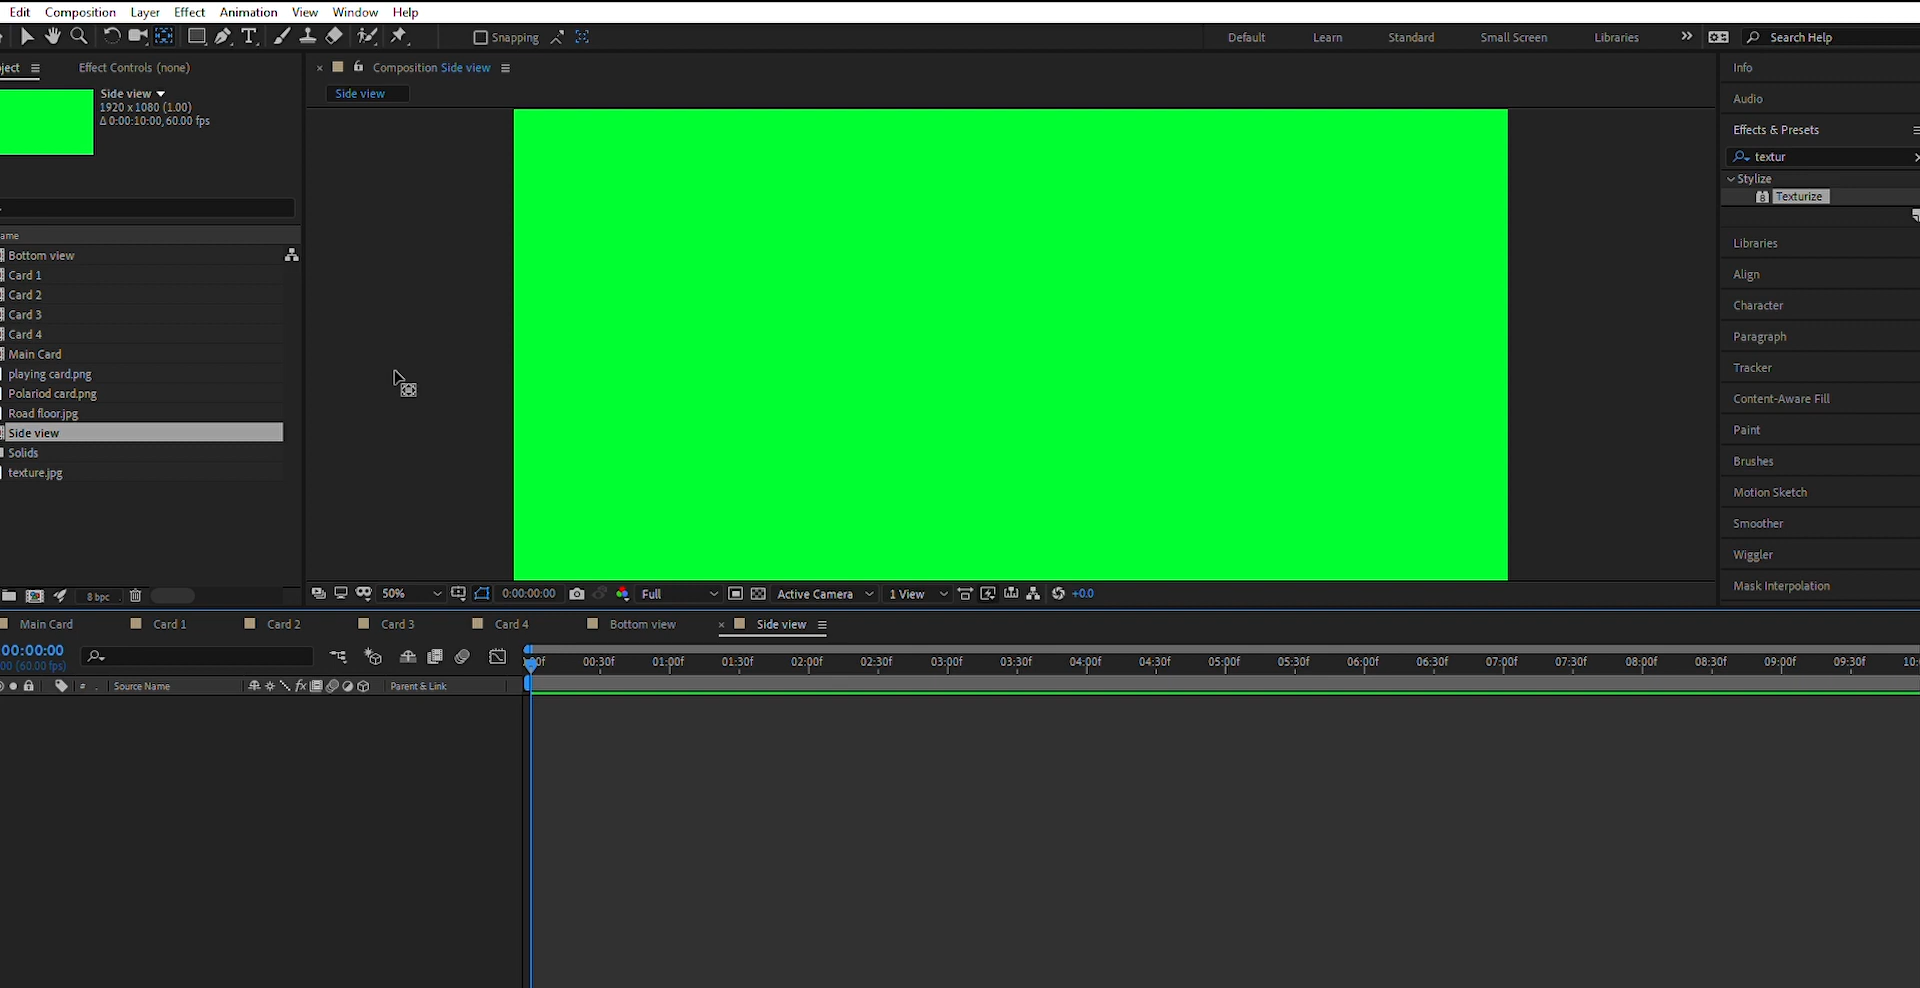 Edit Composition Layer Effect Animation View Window Help
Snapping Default Learn Standard Small Screen Libraries Search Help
ject Effect Controls (none) Composition Side view Info
Side view
Side view
1920 x 1080 (1.00)
Δ 0:00:10:00, 60.00 fps
Audio
Effects & Presets
textur
Stylize
8 Texturize
Libraries
Align
Character
Paragraph
Tracker
Content-Aware Fill
Paint
Brushes
Motion Sketch
Smoother
Wiggler
Mask Interpolation
ame
Bottom view
Card 1
Card 2
Card 3
Card 4
Main Card
playing card.png
Polariod card.png
Road floor.jpg
Side view
Solids
texture.jpg
8 bpc 50% 0:00:00:00 Full Active Camera 1 View +0.0
Main Card Card 1 Card 2 Card 3 Card 4 Bottom view Side view
00:00:00
00 (60.00 fps)
00f 00:30f 01:00f 01:30f 02:00f 02:30f 03:00f 03:30f 04:00f 04:30f 05:00f 05:30f 06:00f 06:30f 07:00f 07:30f 08:00f 08:30f 09:00f 09:30f 10:
# . Source Name fx Parent & Link